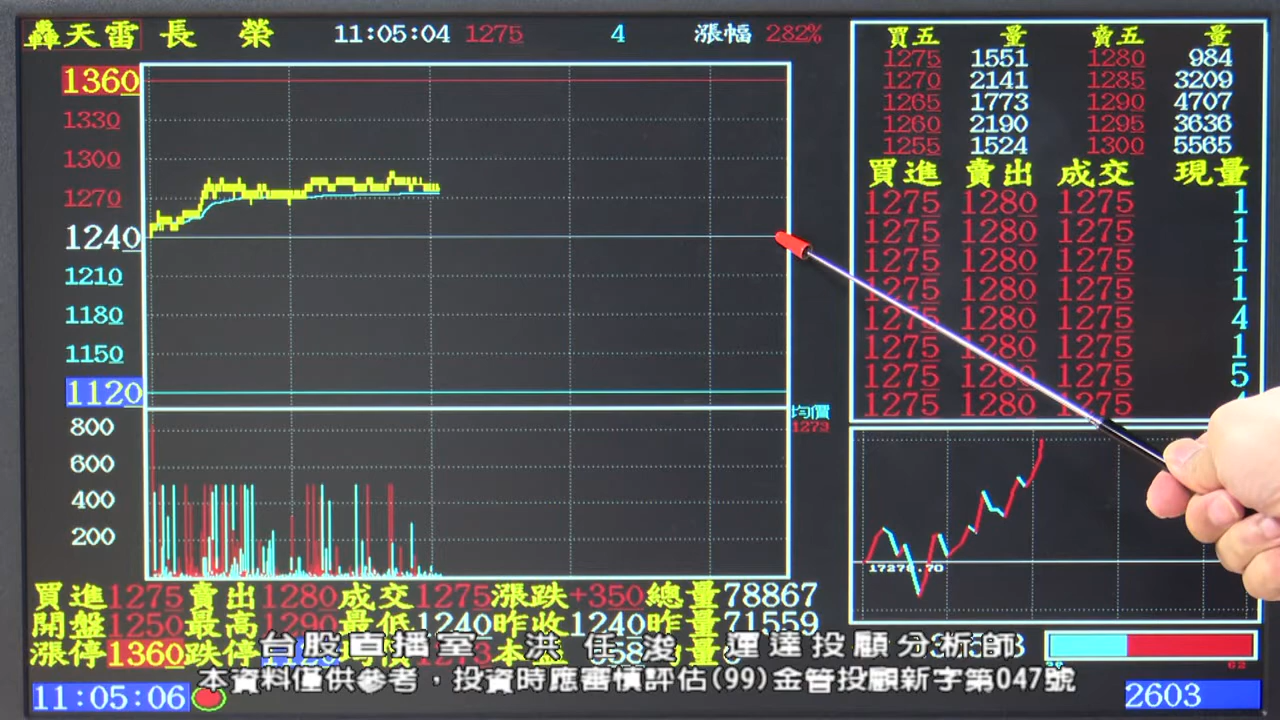 轟天雷 長 榮 11:05:04 1275 4 漲幅 282%
1360
1330
1300
1270
1240
1210
1180
1150
1120
800
600
400
200
均價
1273
買五 量 賣五 量
1275 1551 1280 984
1270 2141 1285 3209
1265 1773 1290 4707
1260 2190 1295 3636
1255 1524 1300 5565
買進 賣出 成交 現量
1275 1280 1275 1
1275 1280 1275 1
1275 1280 1275 1
1275 1280 1275 1
1275 1280 1275 4
1275 1280 1275 1
1275 1280 1275 5
1275 1280 1275
17276.70
買進1275賣出1280成交1275漲跌+350總量78867
開盤1250最高1290最低1240昨收1240昨量71559
漲停1360跌停
台股直播室 洪 任 浚 運達投顧分析師
本資料僅供參考，投資時應審慎評估(99)金管投顧新字第047號
62
11:05:06
2603